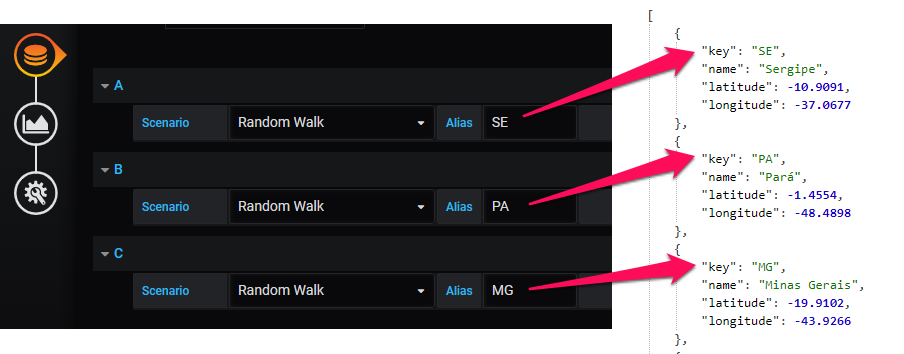 A
Scenario Random Walk Alias SE
B
Scenario Random Walk Alias PA
C
Scenario Random Walk Alias MG
[
{
"key": "SE",
"name": "Sergipe",
"latitude": -10.9091,
"longitude": -37.0677
},
{
"key": "PA",
"name": "Pará",
"latitude": -1.4554,
"longitude": -48.4898
},
{
"key": "MG",
"name": "Minas Gerais",
"latitude": -19.9102,
"longitude": -43.9266
},